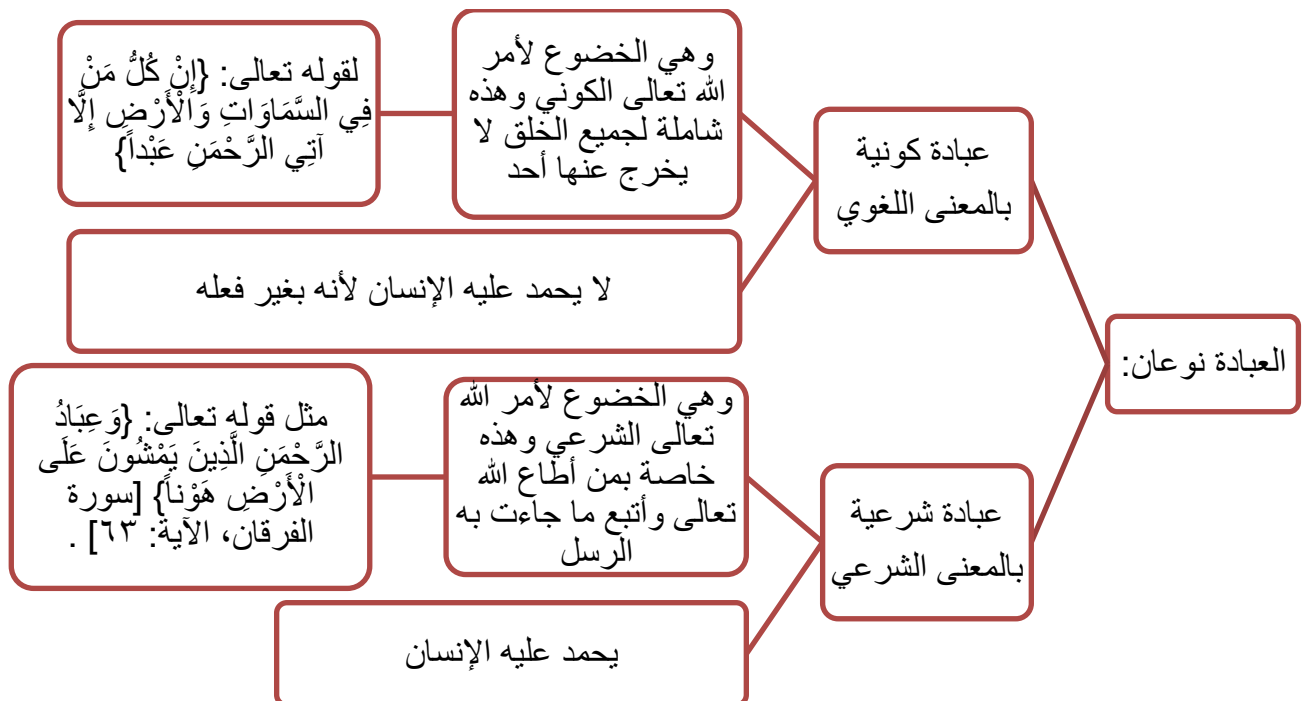 العبادة نوعان:
عبادة كونية
بالمعنى اللغوي
وهي الخضوع لأمر
الله تعالى الكوني وهذه
شاملة لجميع الخلق لا
يخرج عنها أحد
لقوله تعالى: {إِنْ كُلُّ مَنْ
فِي السَّمَاوَاتِ وَالْأَرْضِ إِلَّا
آتِي الرَّحْمَنِ عَبْداً}
لا يحمد عليه الإنسان لأنه بغير فعله
عبادة شرعية
بالمعنى الشرعي
وهي الخضوع لأمر الله
تعالى الشرعي وهذه
خاصة بمن أطاع الله
تعالى وأتبع ما جاءت به
الرسل
مثل قوله تعالى: {وَعِبَادُ
الرَّحْمَنِ الَّذِينَ يَمْشُونَ عَلَى
الْأَرْضِ هَوْناً} [سورة
الفرقان، الآية: ٦٣] .
يحمد عليه الإنسان